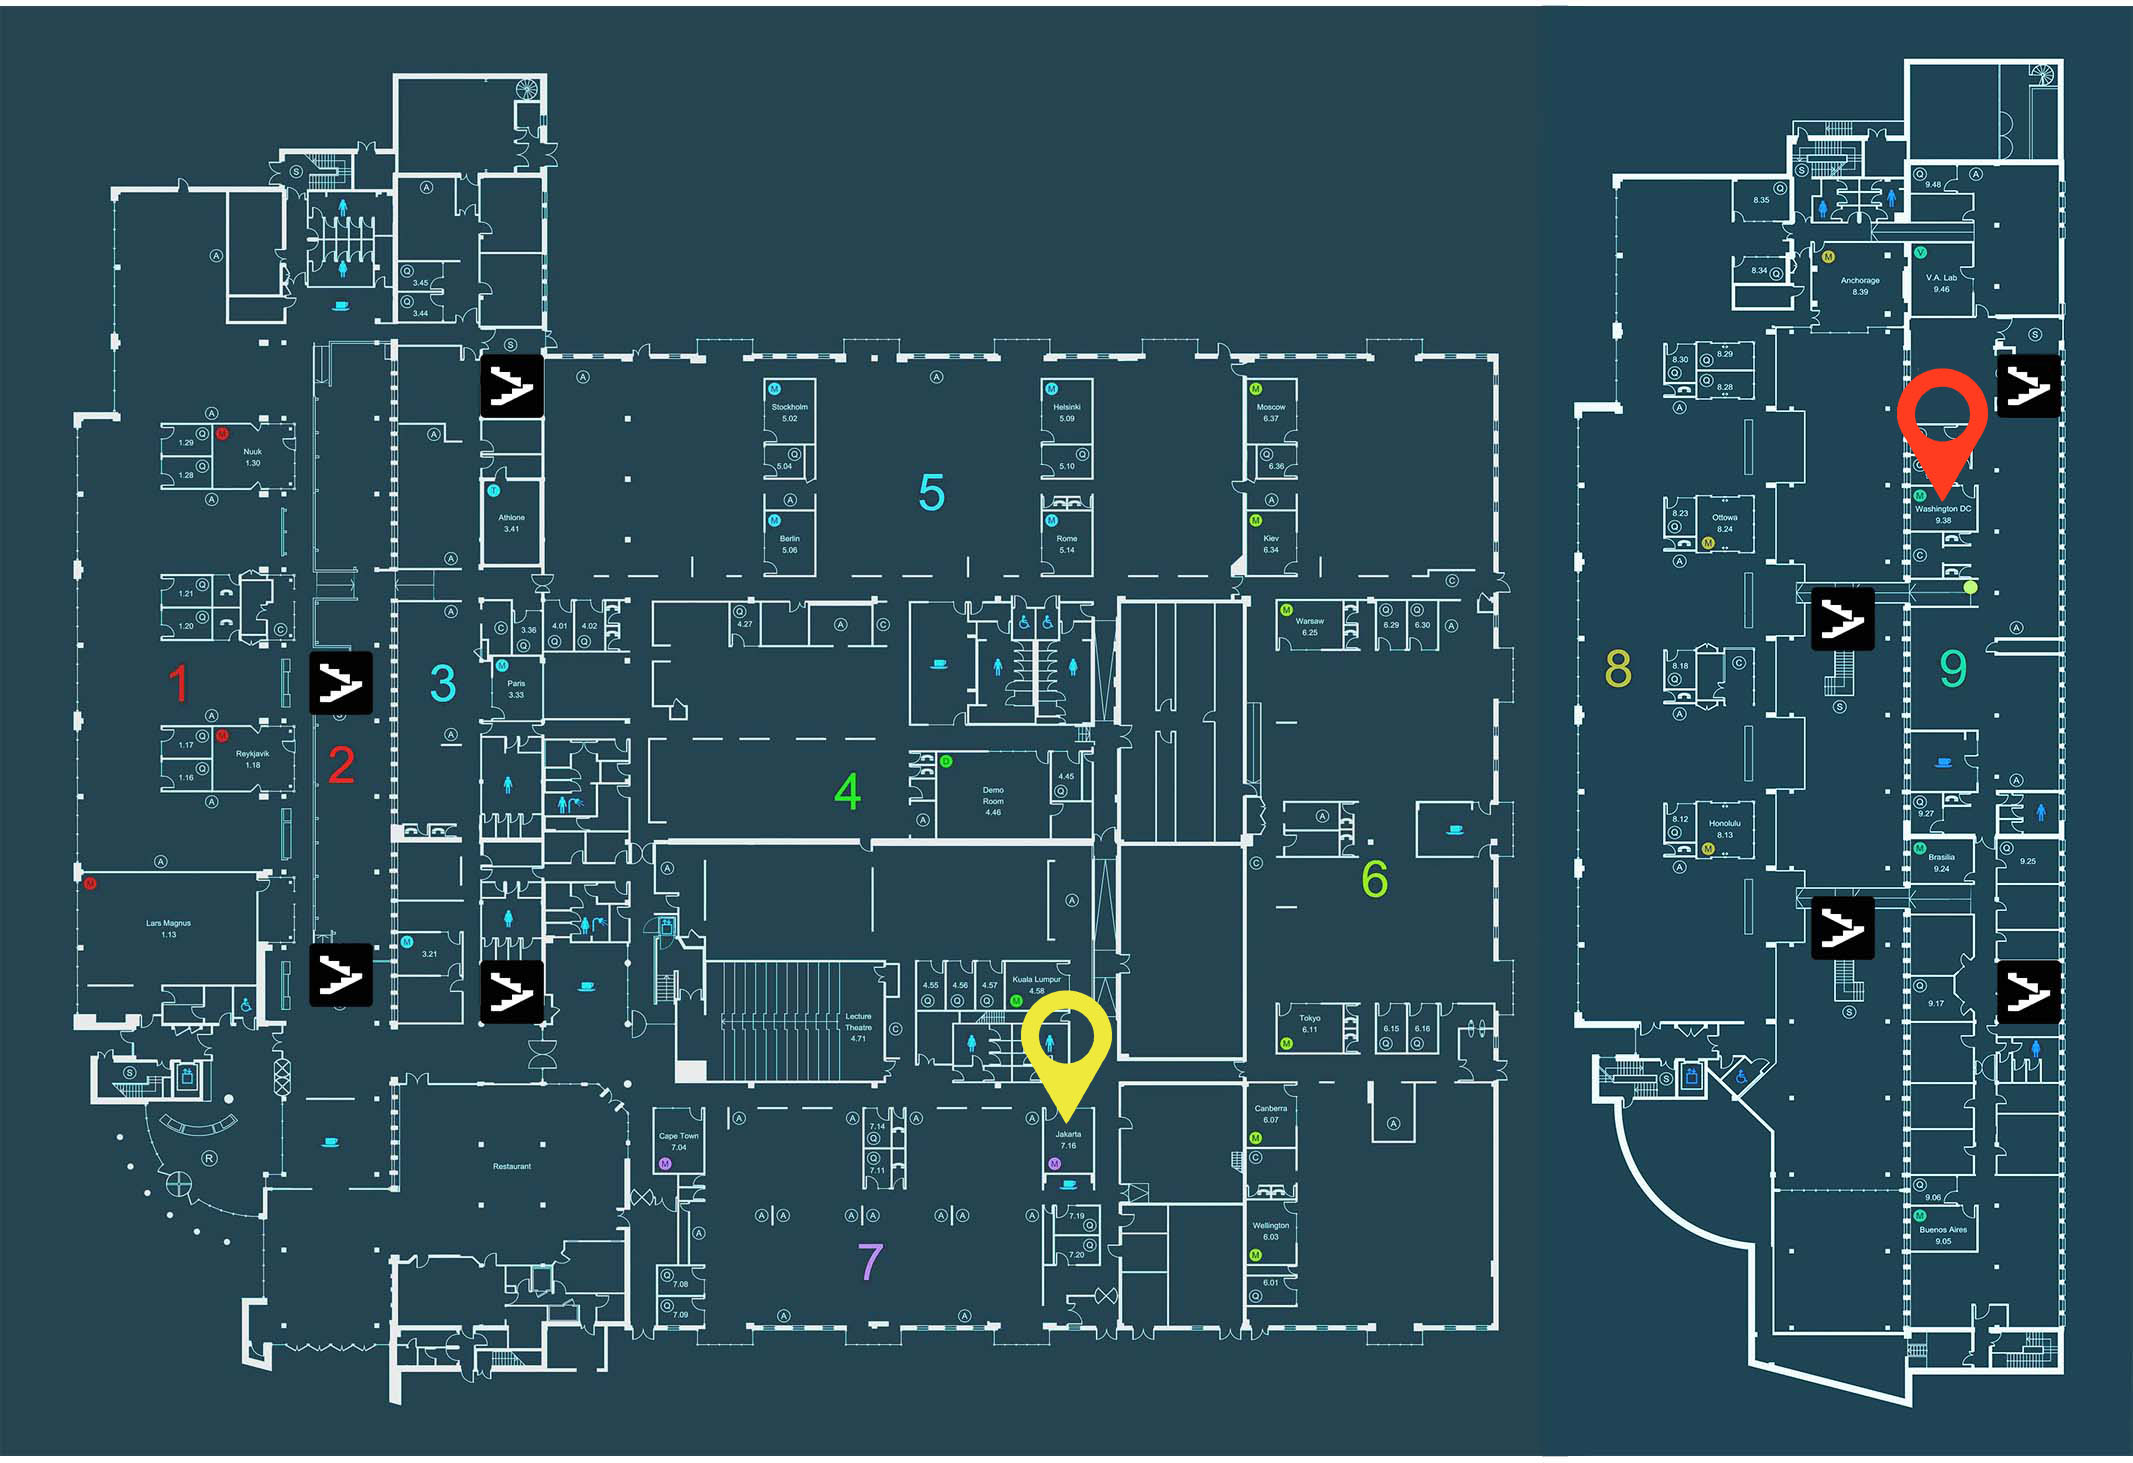 A
3.45
Q
3.44
Q
S
A
S
A
A
A
A
1.29
Q
M
Nuuk
1.30
1.28
Q
A
A
T
Athlone
3.41
A
M
Stockholm
5.02
Q
5.04
A
M
Berlin
5.06
5
M
Helsinki
5.09
Q
5.10
M
Rome
5.14
M
Moscow
6.37
Q
6.36
A
M
Kiev
6.34
C
1.21
Q
1.20
Q
C
A
1
A
1.17
Q
M
Reykjavik
1.18
1.16
Q
A
2
3
A
C
3.36
Q
4.01
Q
4.02
Q
M
Paris
3.33
A
Q
4.27
A
C
4
D
Demo
Room
4.46
4.45
Q
A
M
Warsaw
6.25
Q
6.29
Q
6.30
A
A
C
6
A
M
Lars Magnus
1.13
M
3.21
A
A
4.55
Q
4.56
Q
4.57
Q
Kuala Lumpur
4.58
M
Lecture
Theatre
4.71
C
Tokyo
6.11
M
6.15
Q
6.16
Q
S
R
Restaurant
Cape Town
7.04
M
A
A
7.14
Q
Q
7.11
A
A
Jakarta
7.16
M
A
A
A
A
A
A
A
A
7.19
Q
7.20
Q
7
Q
7.08
Q
7.09
A
A
Canberra
6.07
M
C
Wellington
6.03
M
6.01
Q
A
S
Q
8.35
8.34
Q
M
Anchorage
8.39
Q
9.48
A
V
V.A. Lab
9.46
S
8.30
Q
Q
8.29
Q
8.28
A
8.23
Q
Ottowa
8.24
M
A
M
Washington DC
9.38
C
A
8
8.18
Q
C
A
S
9
8.12
Q
Honolulu
8.13
M
A
A
Q
9.27
M
Brasilia
9.24
Q
9.25
Q
9.17
S
S
Q
9.06
M
Buenos Aires
9.05